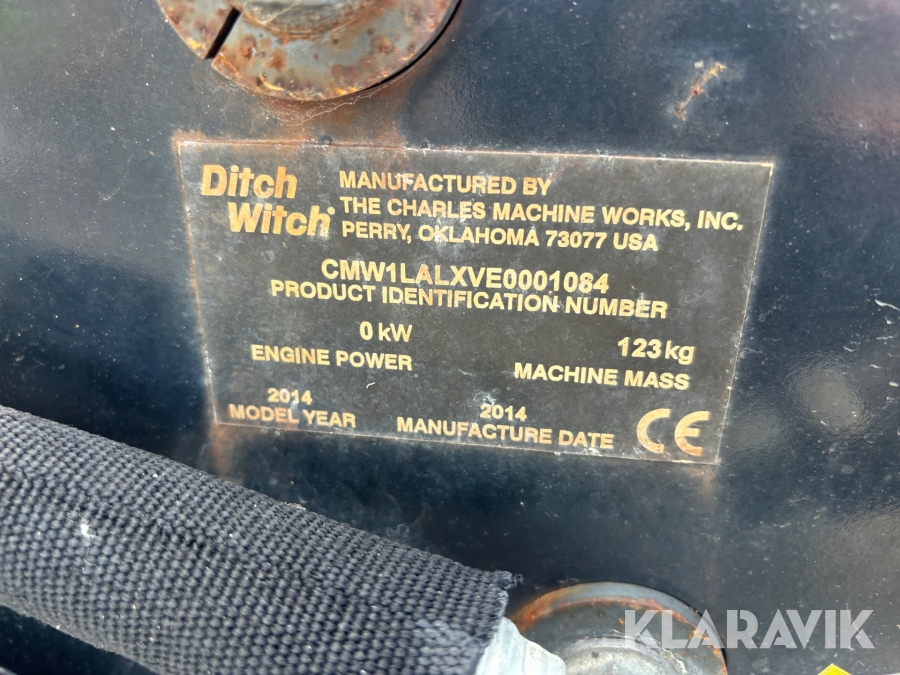 Ditch
Witch®
MANUFACTURED BY
THE CHARLES MACHINE WORKS, INC.
PERRY, OKLAHOMA 73077 USA
CMW1LALXVE0001084
PRODUCT IDENTIFICATION NUMBER
0 kW
ENGINE POWER
123 kg
MACHINE MASS
2014
MODEL YEAR
2014
MANUFACTURE DATE
CE
KLARAVIK